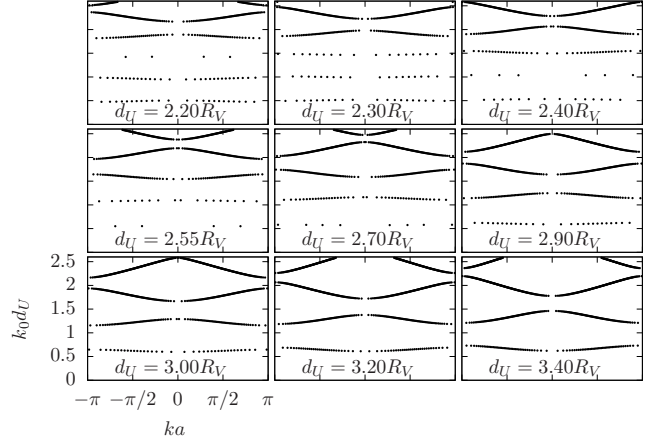 d_U = 2.20R_V
d_U = 2.30R_V
d_U = 2.40R_V
d_U = 2.55R_V
d_U = 2.70R_V
d_U = 2.90R_V
2.5
2
1.5
1
0.5
0
k_0d_U
d_U = 3.00R_V
d_U = 3.20R_V
d_U = 3.40R_V
−π −π/2 0 π/2 π
ka